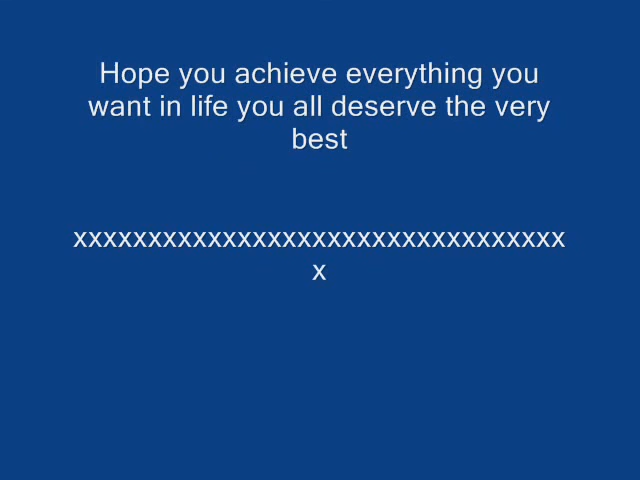 Hope you achieve everything you
want in life you all deserve the very
best
xxxxxxxxxxxxxxxxxxxxxxxxxxxxxxxxx
x